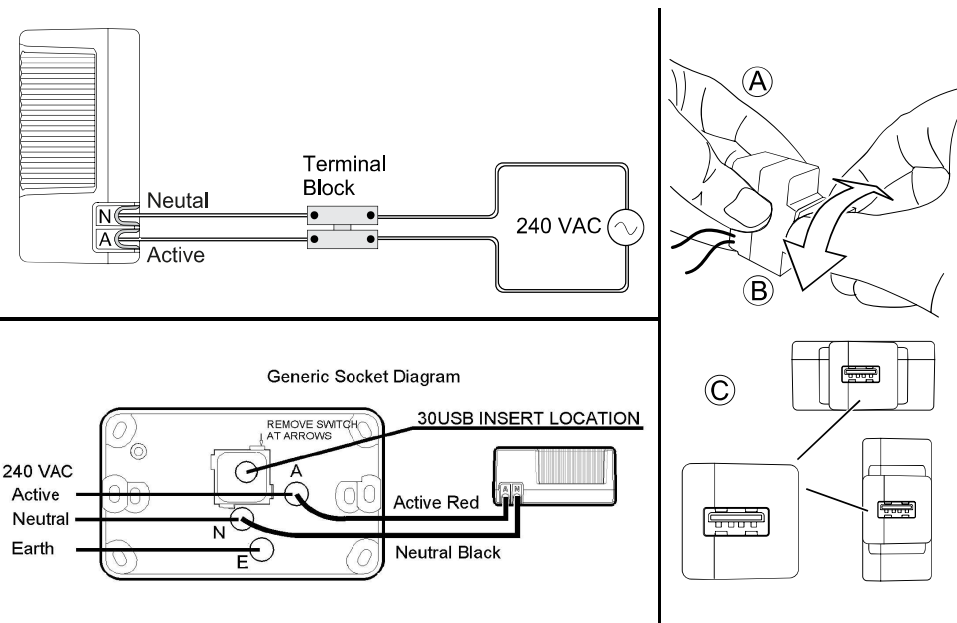 Terminal
Block
Neutal
N
A
Active
240 VAC
Generic Socket Diagram
30USB INSERT LOCATION
REMOVE SWITCH
AT ARROWS
240 VAC
Active
Neutral
Earth
A
N
E
Active Red
Neutral Black
A
N
A
B
C